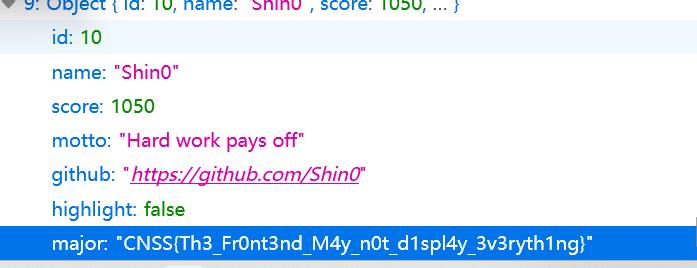 9: Object { id: 10, name: "Shin0", score: 1050, … }
id: 10
name: "Shin0"
score: 1050
motto: "Hard work pays off"
github: "https://github.com/Shin0"
highlight: false
major: "CNSS{Th3_Fr0nt3nd_M4y_n0t_d1spl4y_3v3ryth1ng}"